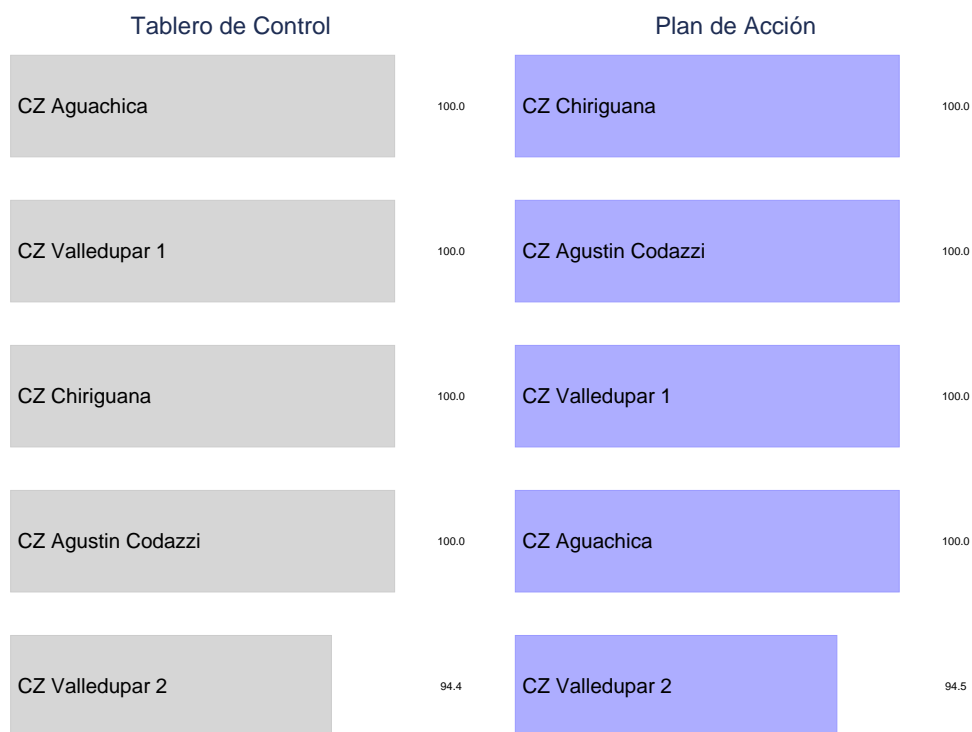 Tablero de Control
CZ Aguachica 100.0
CZ Valledupar 1 100.0
CZ Chiriguana 100.0
CZ Agustin Codazzi 100.0
CZ Valledupar 2 94.4
Plan de Acción
CZ Chiriguana 100.0
CZ Agustin Codazzi 100.0
CZ Valledupar 1 100.0
CZ Aguachica 100.0
CZ Valledupar 2 94.5